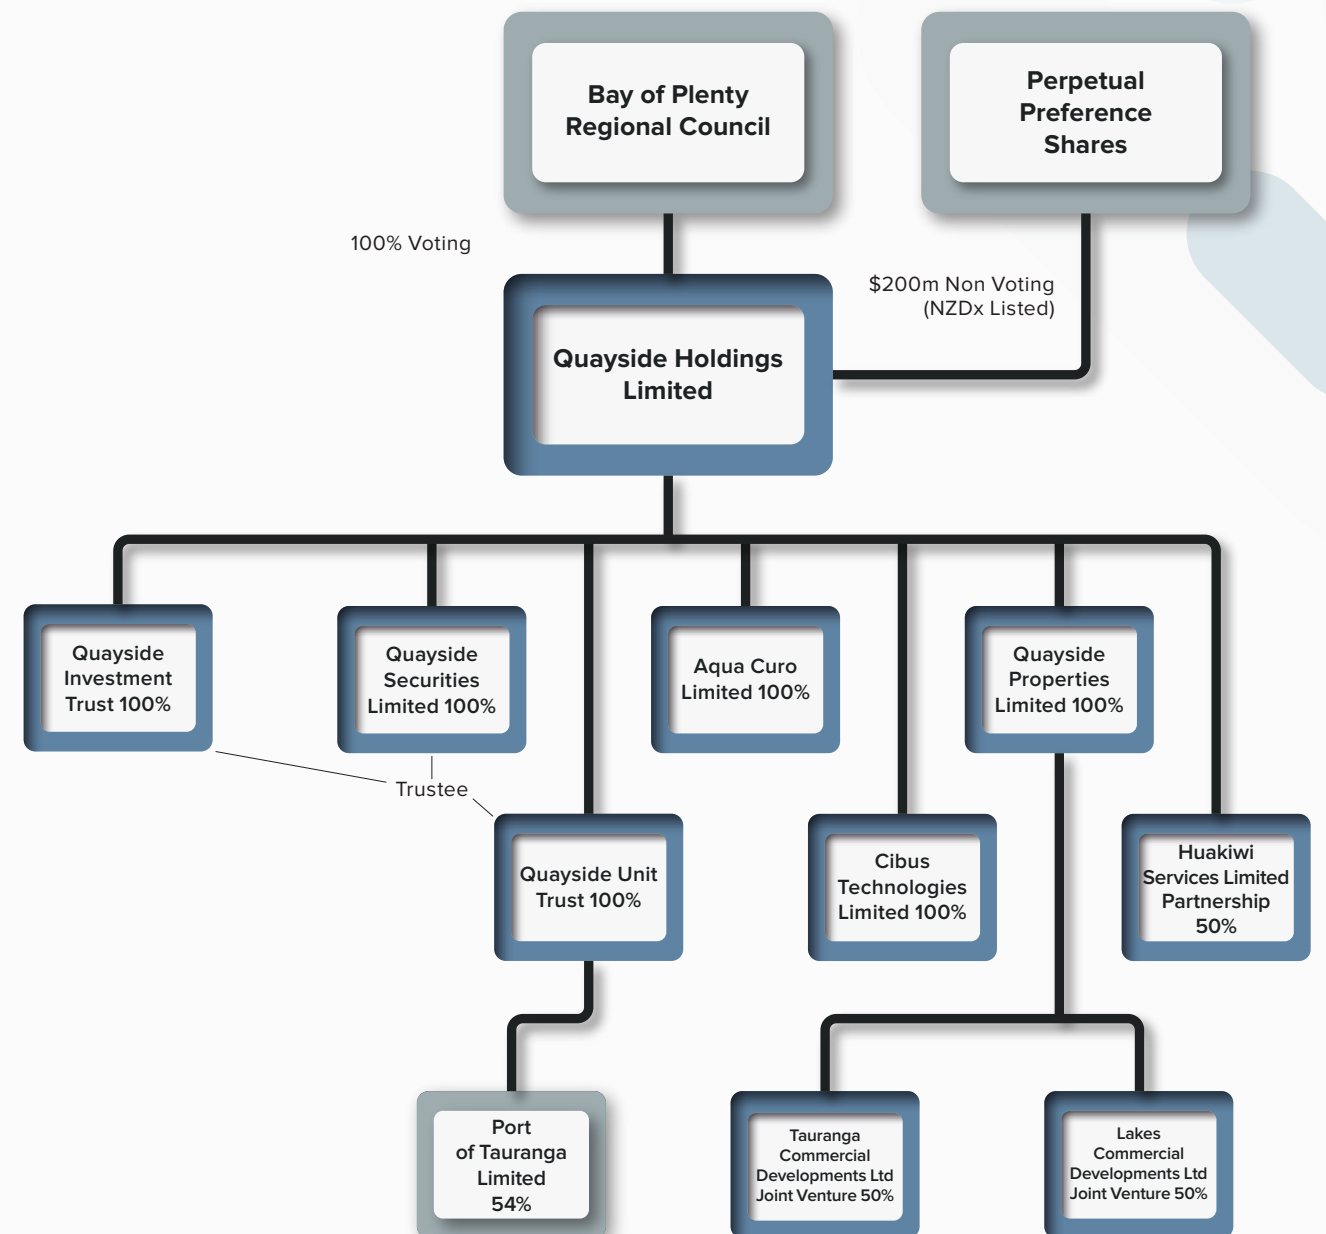 Bay of Plenty
Regional Council
Perpetual
Preference
Shares
100% Voting
$200m Non Voting
(NZDx Listed)
Quayside Holdings
Limited
Quayside
Investment
Trust 100%
Quayside
Securities
Limited 100%
Aqua Curo
Limited 100%
Quayside
Properties
Limited 100%
Trustee
Quayside Unit
Trust 100%
Cibus
Technologies
Limited 100%
Huakiwi
Services Limited
Partnership
50%
Port
of Tauranga
Limited
54%
Tauranga
Commercial
Developments Ltd
Joint Venture 50%
Lakes
Commercial
Developments Ltd
Joint Venture 50%